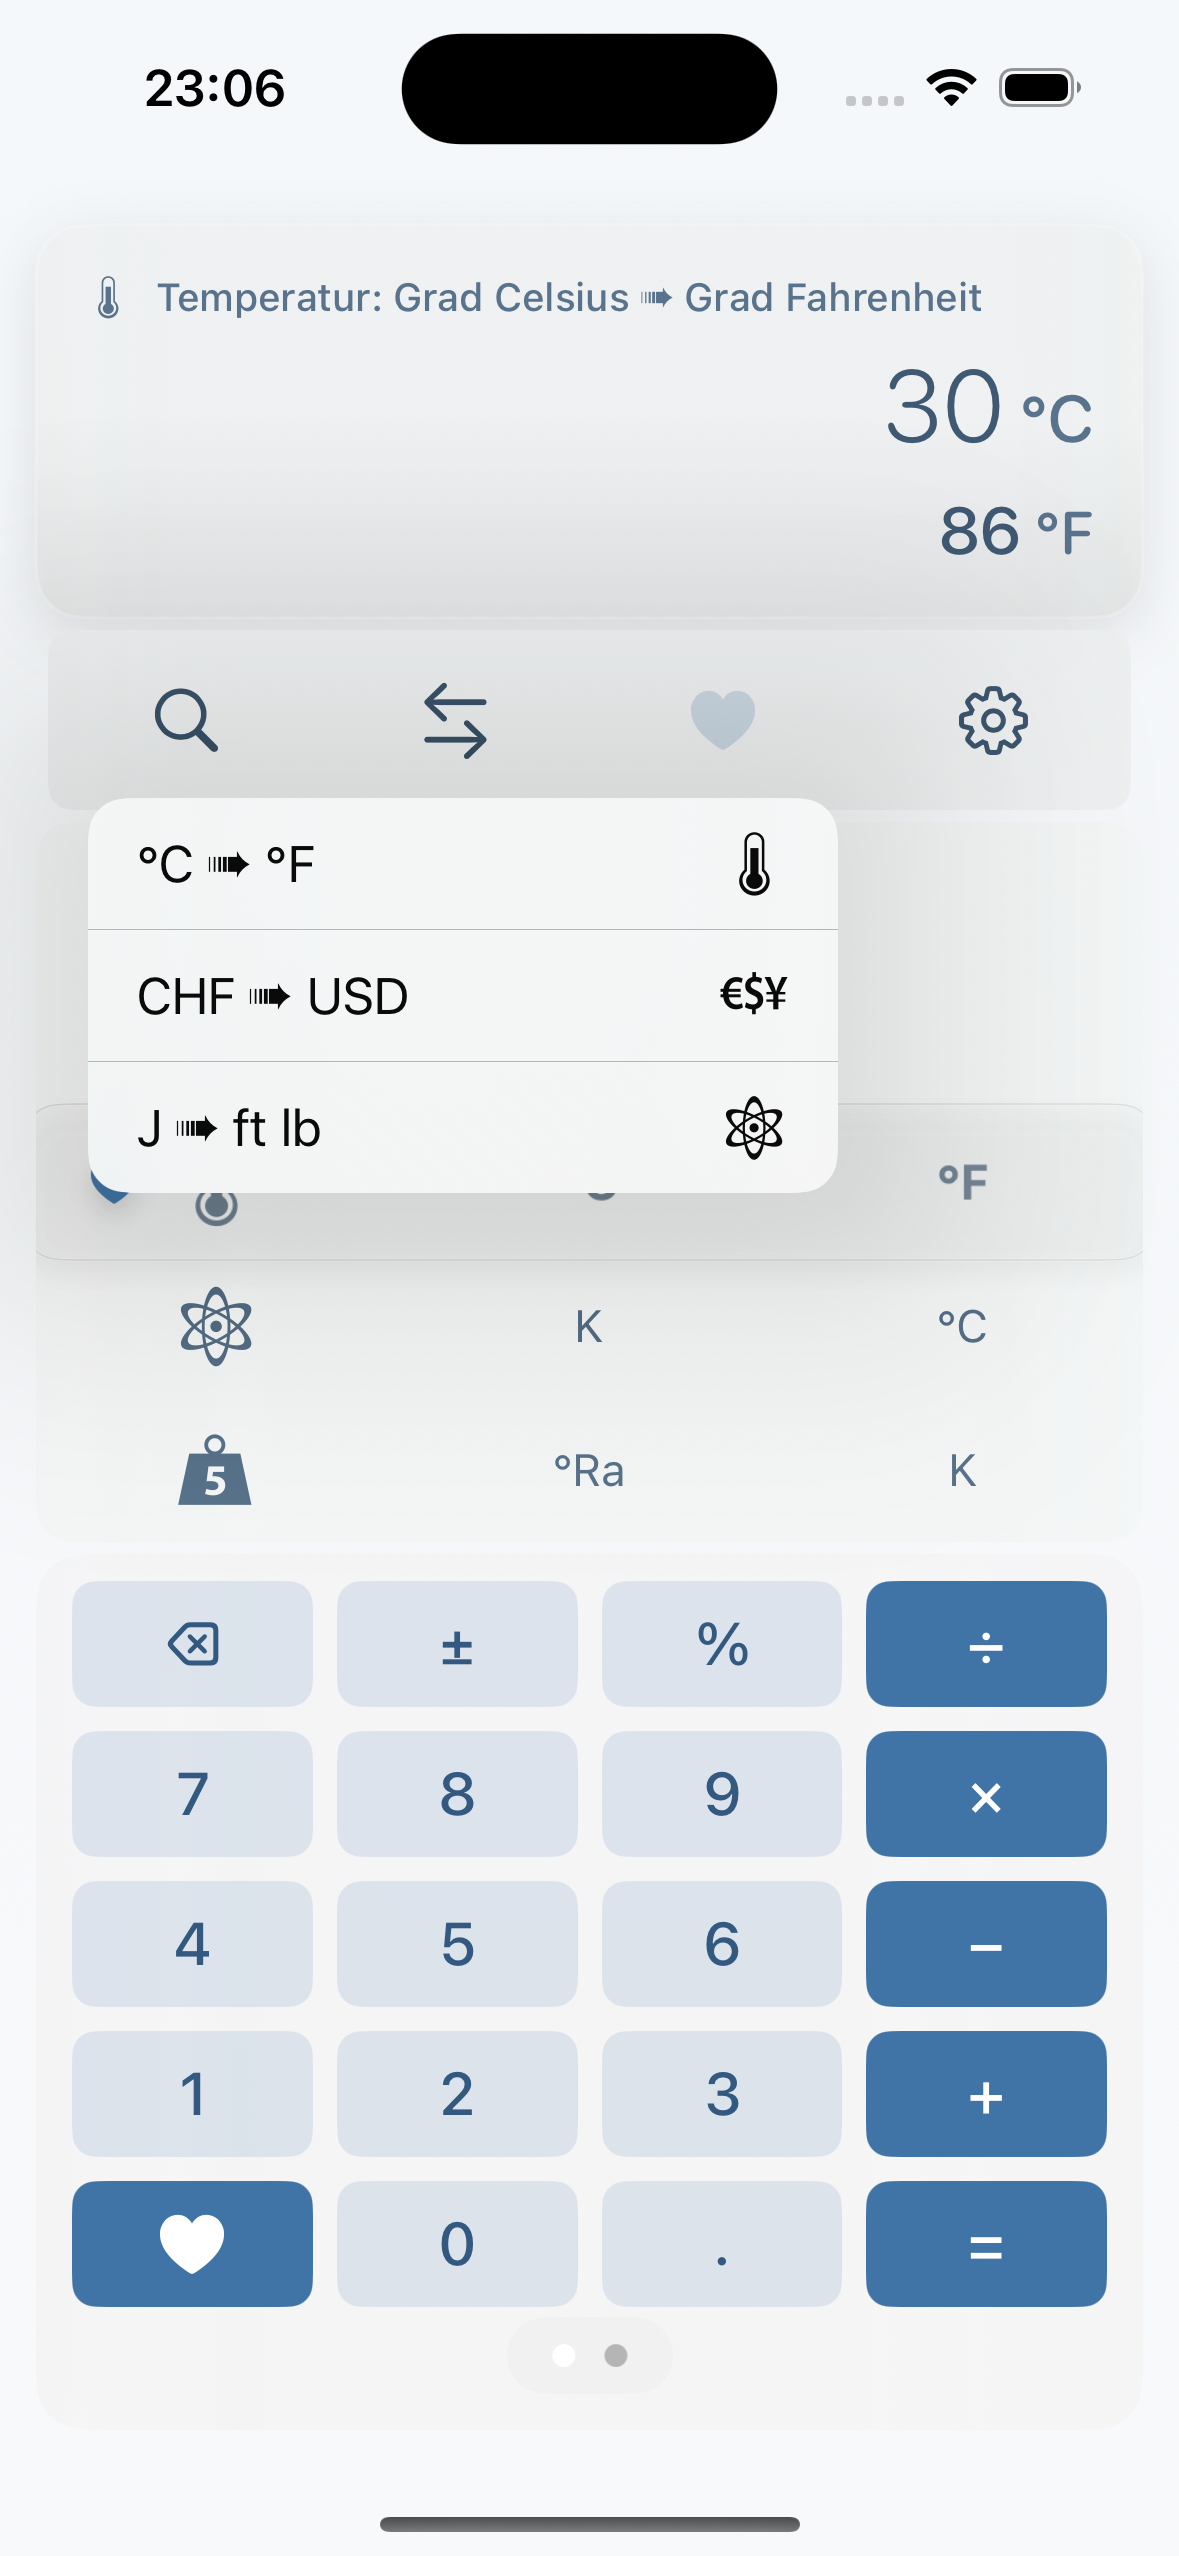 23:06
Temperatur: Grad Celsius ➠ Grad Fahrenheit
30 °C
86 °F
°C ➠ °F
CHF ➠ USD €$¥
J ➠ ft lb
°F
K °C
5 °Ra K
± % ÷
7 8 9 ×
4 5 6 −
1 2 3 +
0 . =